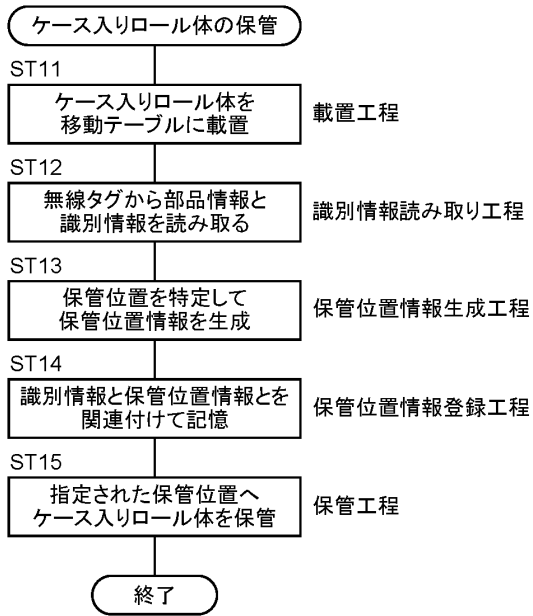 ケース入りロール体の保管
ST11
ケース入りロール体を
移動テーブルに載置
載置工程
ST12
無線タグから部品情報と
識別情報を読み取る
識別情報読み取り工程
ST13
保管位置を特定して
保管位置情報を生成
保管位置情報生成工程
ST14
識別情報と保管位置情報とを
関連付けて記憶
保管位置情報登録工程
ST15
指定された保管位置へ
ケース入りロール体を保管
保管工程
終了